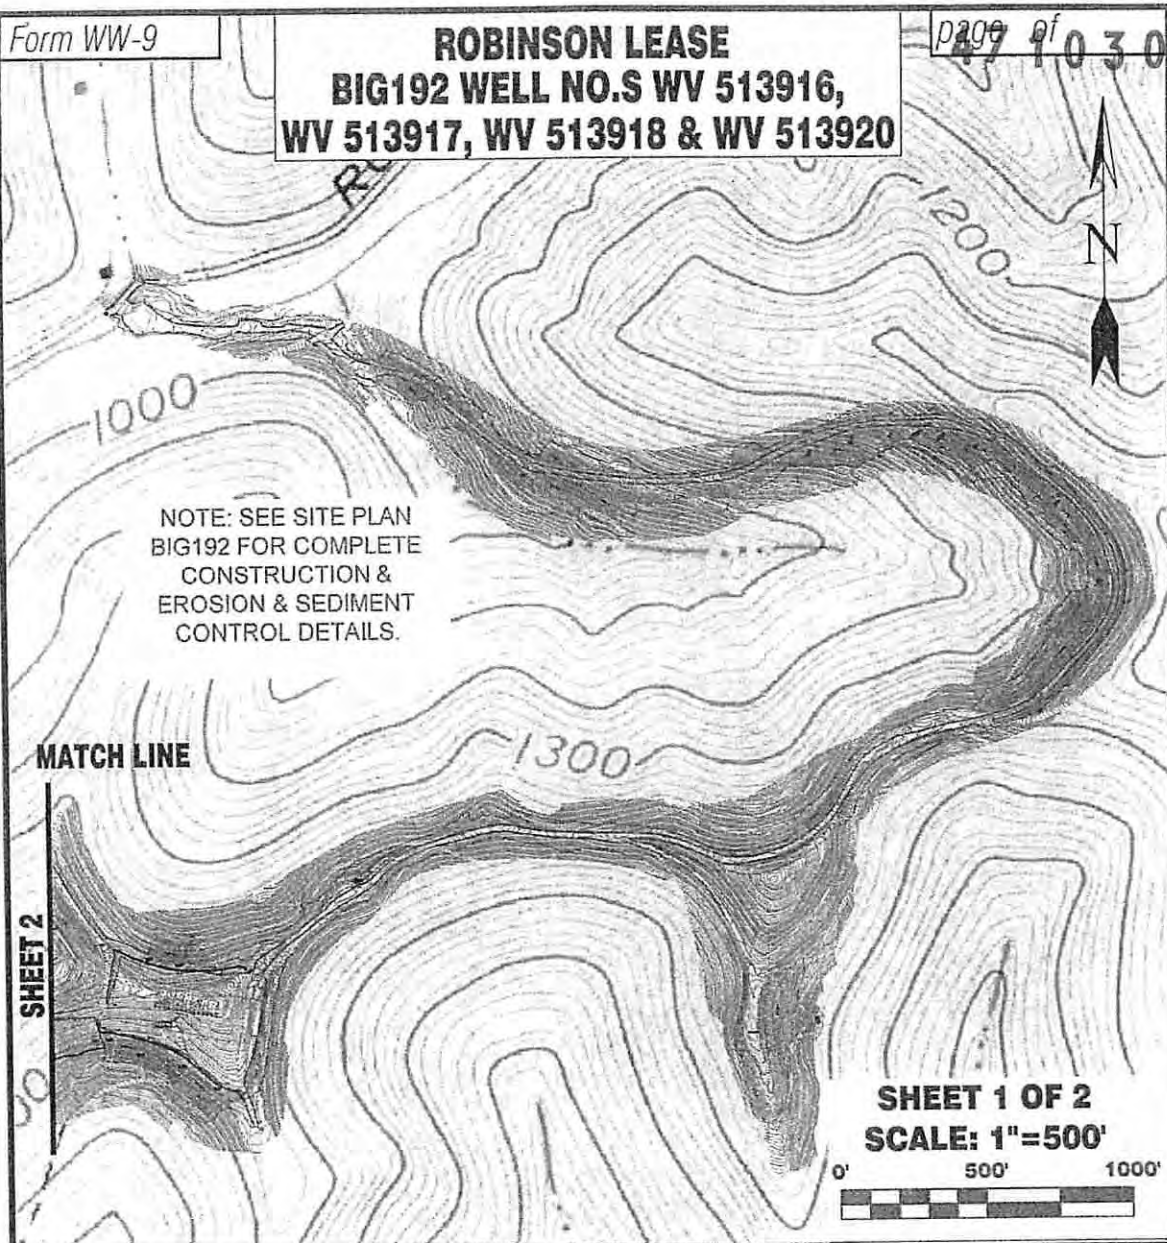 Form WW-9
ROBINSON LEASE
BIG192 WELL NO.S WV 513916,
WV 513917, WV 513918 & WV 513920
page of
47 1030
1200
N
1000
NOTE: SEE SITE PLAN
BIG192 FOR COMPLETE
CONSTRUCTION &
EROSION & SEDIMENT
CONTROL DETAILS.
MATCH LINE
1300
SHEET 2
SHEET 1 OF 2
SCALE: 1"=500'
0' 500' 1000'